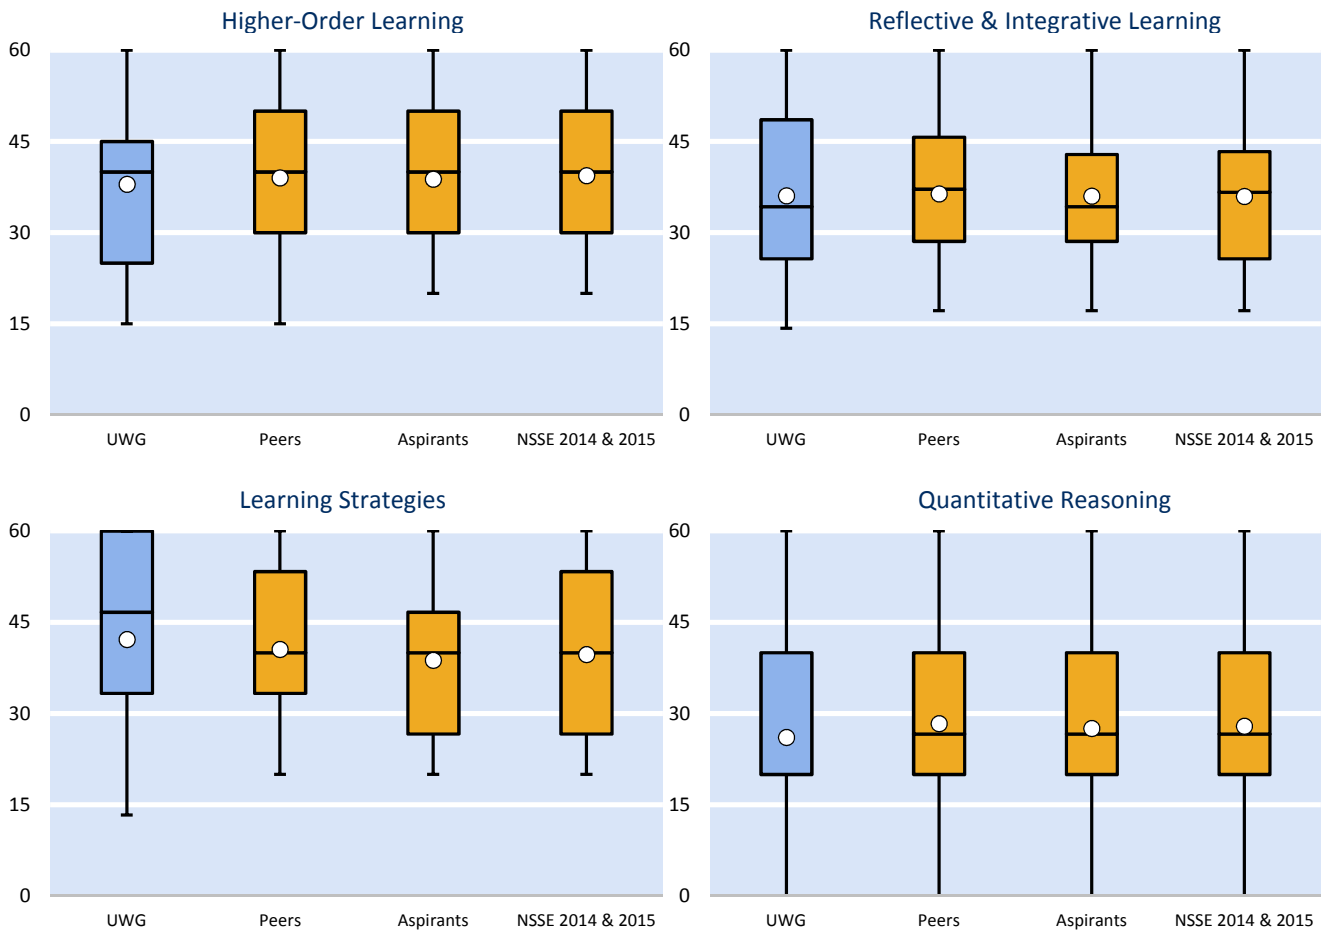 Higher-Order Learning
60
45
30
15
0
UWG Peers Aspirants NSSE 2014 & 2015
Reflective & Integrative Learning
60
45
30
15
0
UWG Peers Aspirants NSSE 2014 & 2015
Learning Strategies
60
45
30
15
0
UWG Peers Aspirants NSSE 2014 & 2015
Quantitative Reasoning
60
45
30
15
0
UWG Peers Aspirants NSSE 2014 & 2015